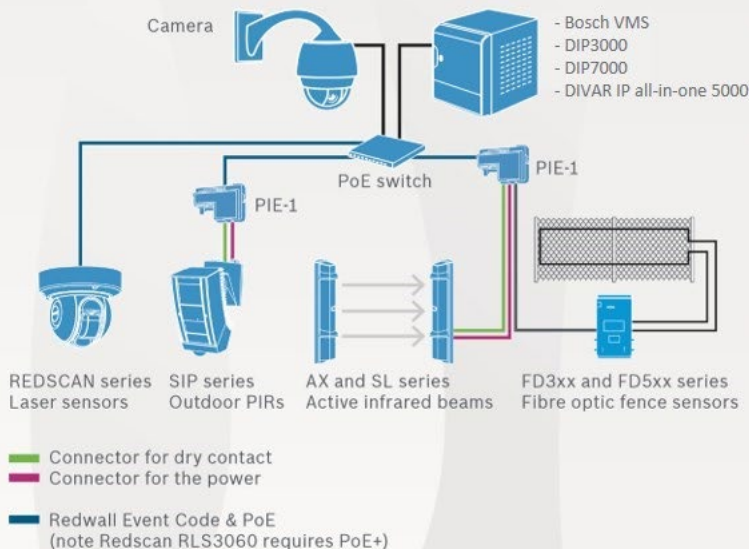 Camera
- Bosch VMS
- DIP3000
- DIP7000
- DIVAR IP all-in-one 5000
PoE switch
PIE-1
PIE-1
REDSCAN series
Laser sensors
SIP series
Outdoor PIRs
AX and SL series
Active infrared beams
FD3xx and FD5xx series
Fibre optic fence sensors
Connector for dry contact
Connector for the power
Redwall Event Code & PoE
(note Redscan RLS3060 requires PoE+)